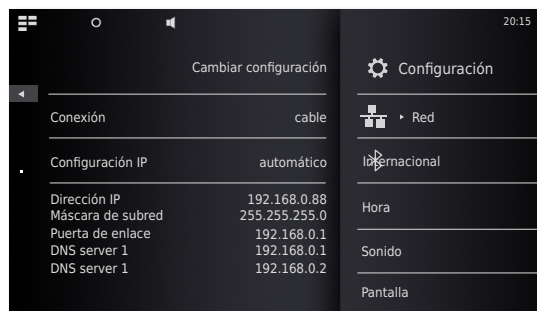 20:15
Cambiar configuración
Conexión cable
Configuración IP automático
Dirección IP 192.168.0.88
Máscara de subred 255.255.255.0
Puerta de enlace 192.168.0.1
DNS server 1 192.168.0.1
DNS server 1 192.168.0.2
Configuración
Red
Internacional
Hora
Sonido
Pantalla